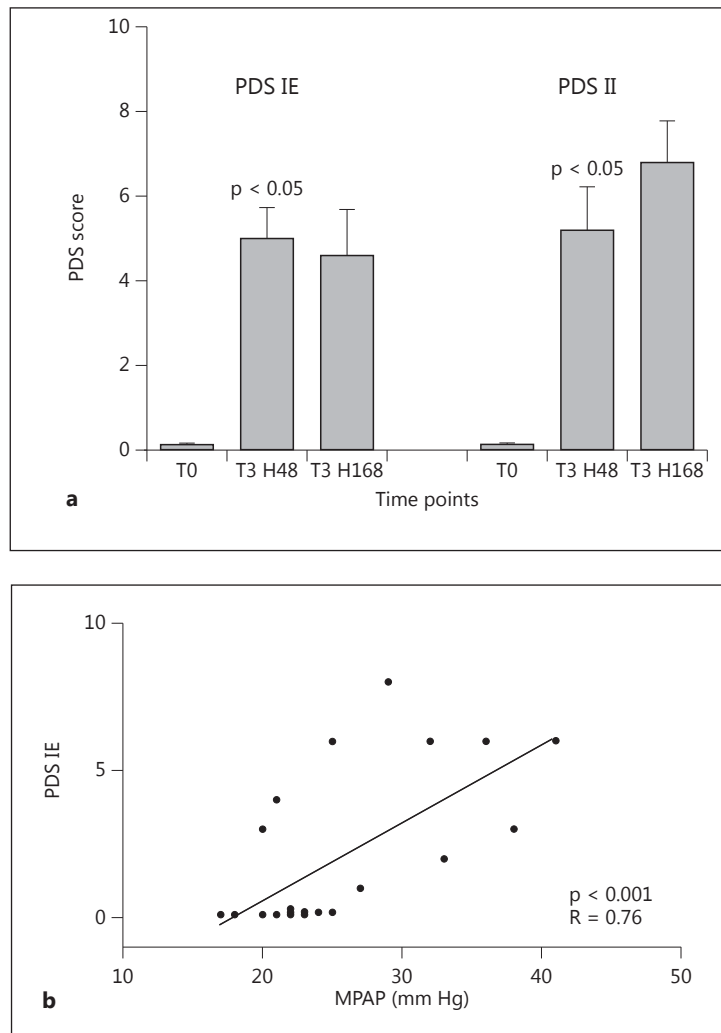 10
PDS IE PDS II
8
p < 0.05 p < 0.05
6
PDS score
4
2
0
T0 T3 H48 T3 H168 T0 T3 H48 T3 H168
a Time points
10
PDS IE
5
p < 0.001
0
R = 0.76
10 20 30 40 50
b MPAP (mm Hg)